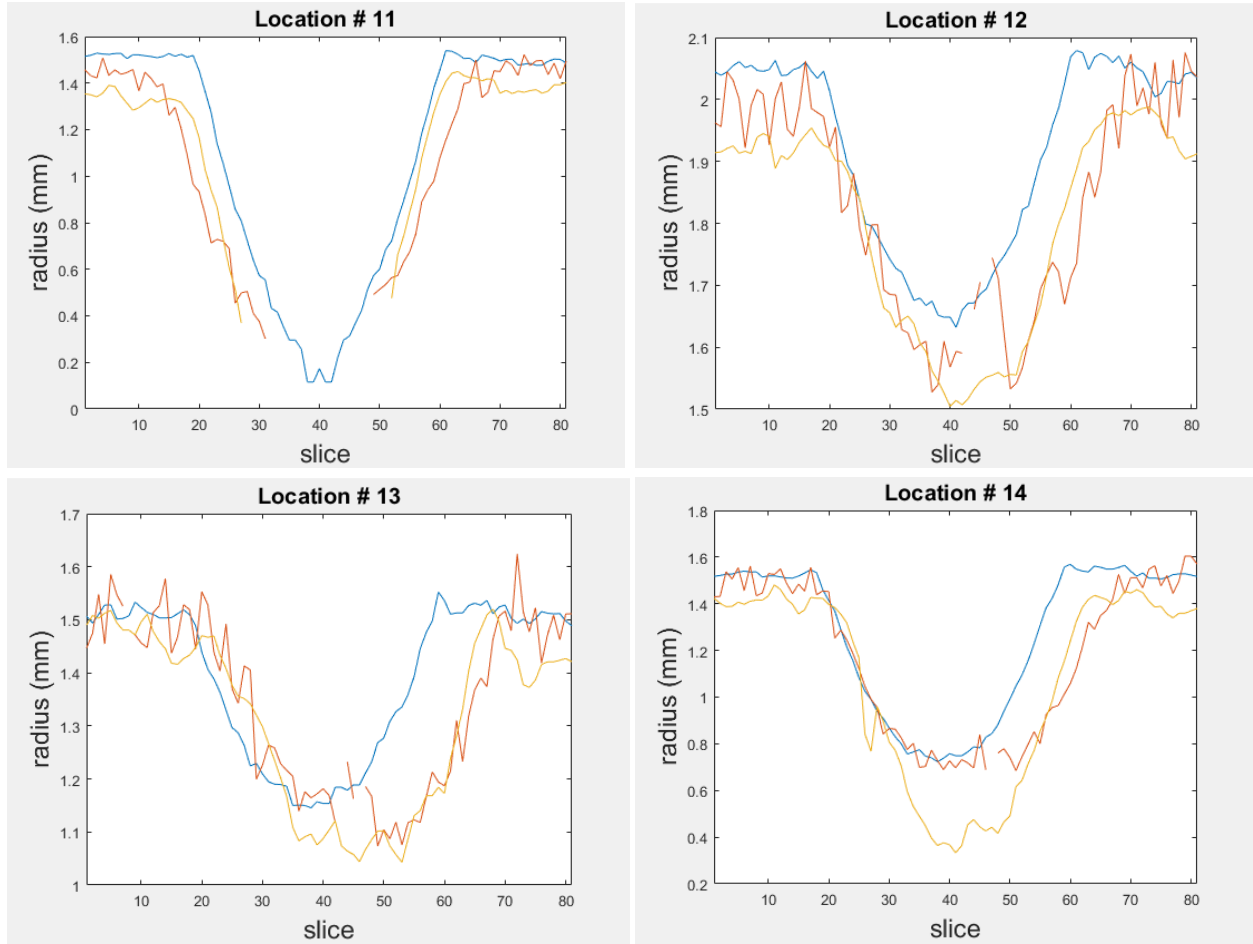 Location # 11
1.6
1.4
1.2
1
0.8
0.6
0.4
0.2
0
radius (mm)
10 20 30 40 50 60 70 80
slice
Location # 12
2.1
2
1.9
1.8
1.7
1.6
1.5
radius (mm)
10 20 30 40 50 60 70 80
slice
Location # 13
1.7
1.6
1.5
1.4
1.3
1.2
1.1
1
radius (mm)
10 20 30 40 50 60 70 80
slice
Location # 14
1.8
1.6
1.4
1.2
1
0.8
0.6
0.4
0.2
radius (mm)
10 20 30 40 50 60 70 80
slice